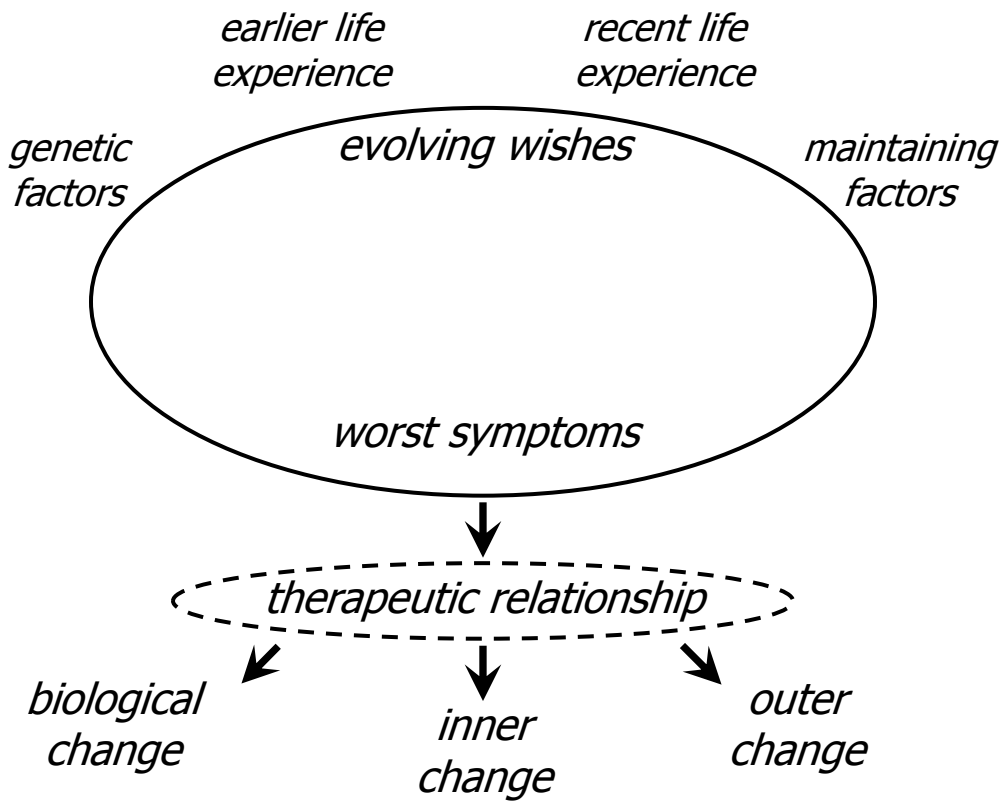 earlier life
experience
recent life
experience
genetic
factors
evolving wishes
maintaining
factors
worst symptoms
therapeutic relationship
biological
change
inner
change
outer
change